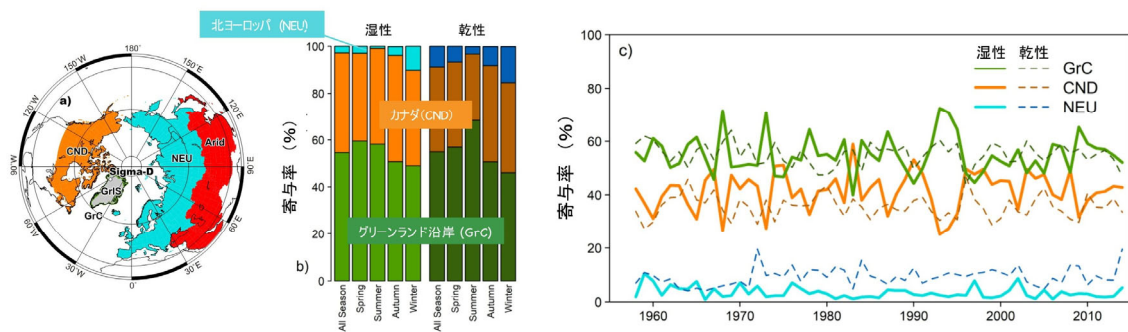 北ヨーロッパ (NEU)
a)
180°
150°W
150°E
120°W
120°E
90°W
90°E
60°W
60°E
30°W
30°E
0°
CND
NEU
Arid
Sigma-D
GrIS
GrC
湿性
乾性
寄与率 (%)
100
80
60
40
20
0
カナダ(CND)
グリーンランド沿岸 (GrC)
b)
All Season
Spring
Summer
Autumn
Winter
All Season
Spring
Summer
Autumn
Winter
c)
湿性 乾性
GrC
CND
NEU
寄与率 (%)
100
80
60
40
20
0
1960
1970
1980
1990
2000
2010